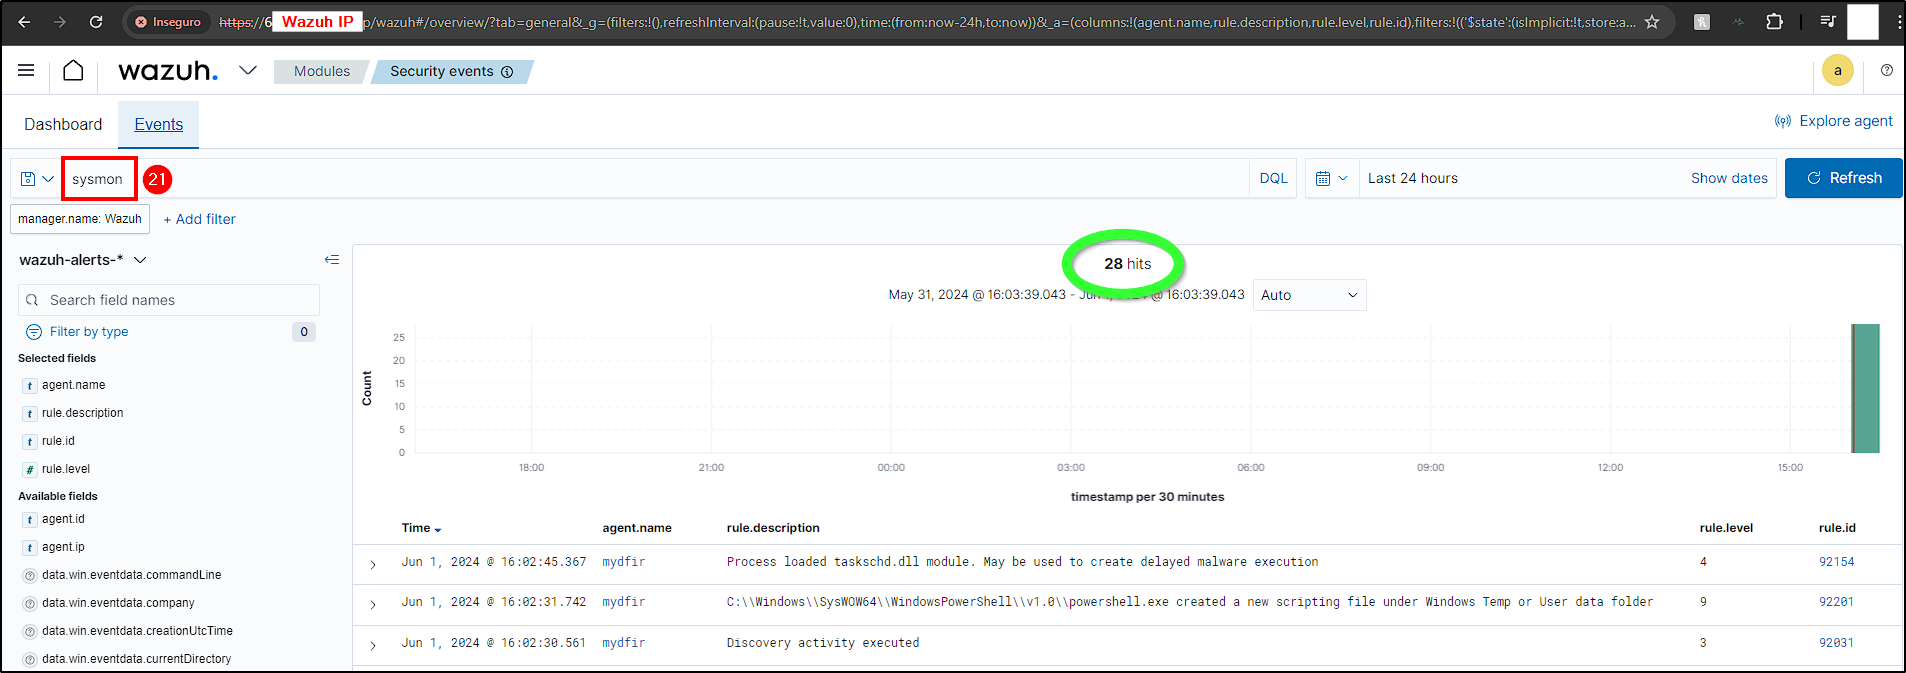 Inseguro https://6 Wazuh IP p/wazuh#/overview/?tab=general&_g=(filters:!(),refreshInterval:(pause:!t,value:0),time:(from:now-24h,to:now))&_a=(columns:!(agent.name,rule.description,rule.level,rule.id),filters:!(('$state':(isImplicit:!t,store:a...
wazuh. Modules Security events a
Dashboard Events Explore agent
sysmon 21 DQL Last 24 hours Show dates Refresh
manager.name: Wazuh + Add filter
wazuh-alerts-*
28 hits
Search field names
May 31, 2024 @ 16:03:39.043 - Jun 1, 2024 @ 16:03:39.043 Auto
Filter by type 0
Selected fields
t agent.name
t rule.description
t rule.id
# rule.level
Available fields
t agent.id
t agent.ip
data.win.eventdata.commandLine
data.win.eventdata.company
data.win.eventdata.creationUtcTime
data.win.eventdata.currentDirectory
Count
25
20
15
10
5
0
18:00 21:00 00:00 03:00 06:00 09:00 12:00 15:00
timestamp per 30 minutes
Time agent.name rule.description rule.level rule.id
Jun 1, 2024 @ 16:02:45.367 mydfir Process loaded taskschd.dll module. May be used to create delayed malware execution 4 92154
Jun 1, 2024 @ 16:02:31.742 mydfir C:\\Windows\\SysWOW64\\WindowsPowerShell\\v1.0\\powershell.exe created a new scripting file under Windows Temp or User data folder 9 92201
Jun 1, 2024 @ 16:02:30.561 mydfir Discovery activity executed 3 92031